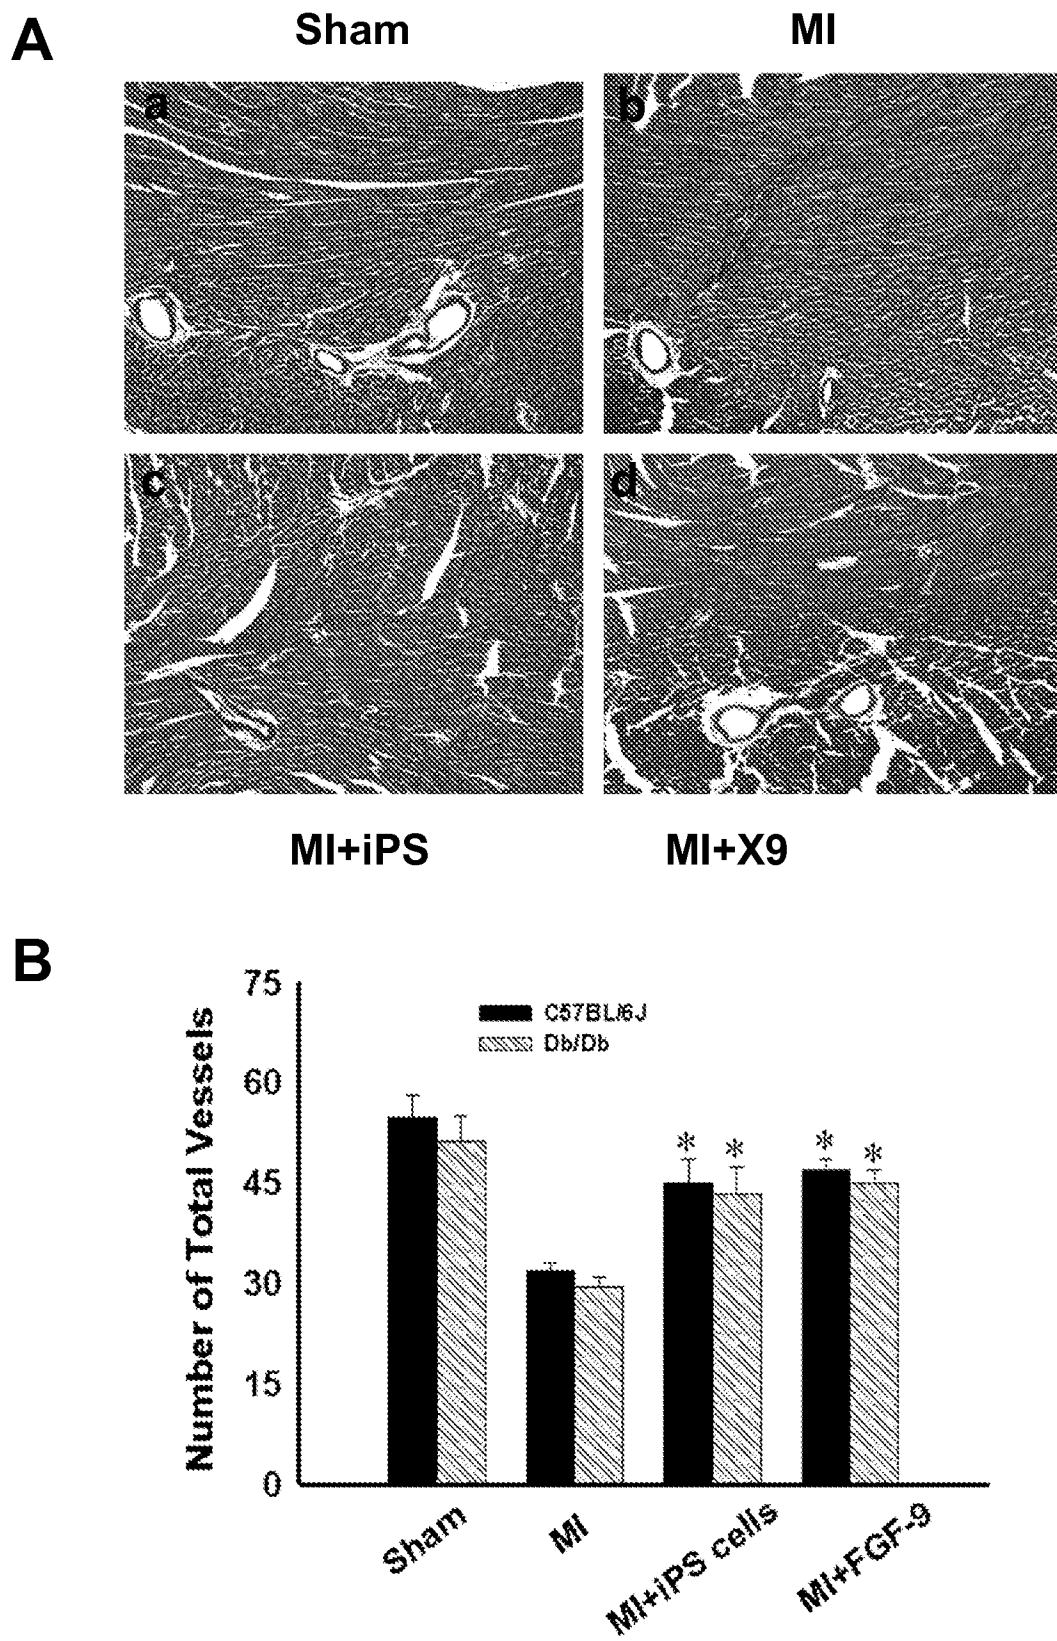 A
Sham
MI
a
b
c
d
MI+iPS
MI+X9
B
75
60
45
30
15
0
Number of Total Vessels
C57BL/6J
Db/Db
* * * *
Sham
MI
MI+iPS cells
MI+FGF-9